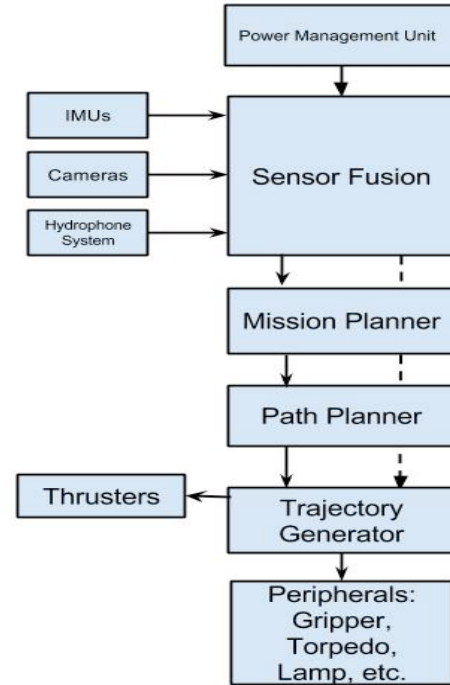 Power Management Unit
IMUs
Cameras
Hydrophone
System
Sensor Fusion
Mission Planner
Path Planner
Thrusters
Trajectory
Generator
Peripherals:
Gripper,
Torpedo,
Lamp, etc.